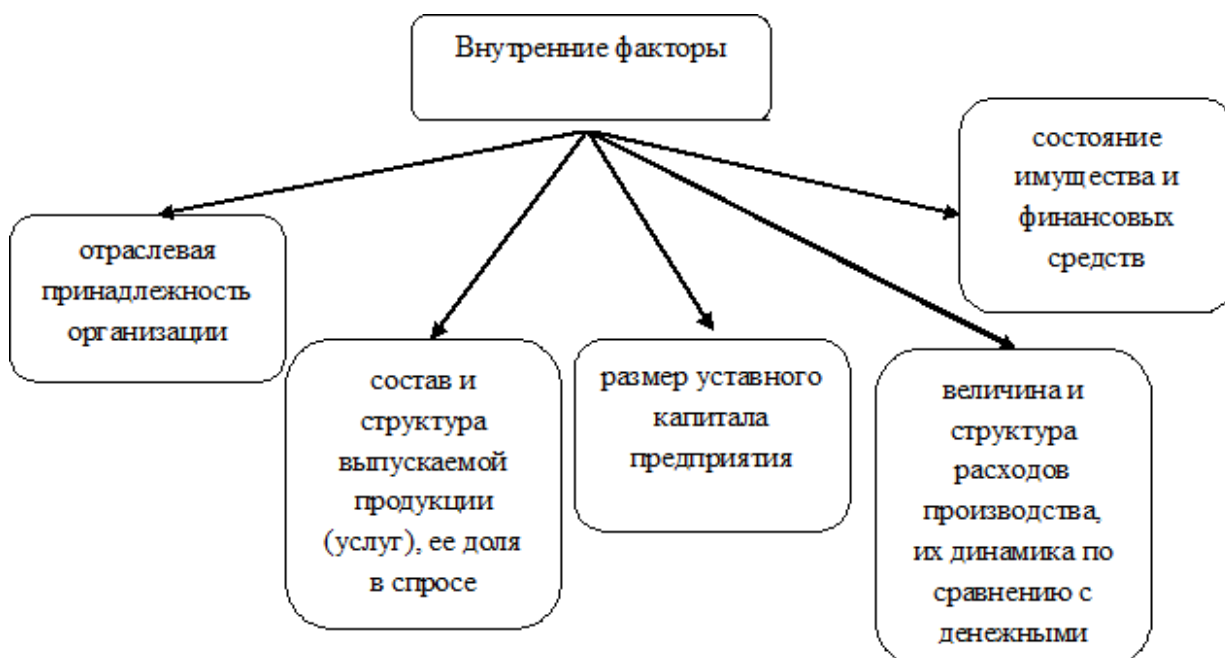 Внутренние факторы
отраслевая
принадлежность
организации
состав и
структура
выпускаемой
продукции
(услуг), ее доля
в спросе
размер уставного
капитала
предприятия
величина и
структура
расходов
производства,
их динамика по
сравнению с
денежными
состояние
имущества и
финансовых
средств